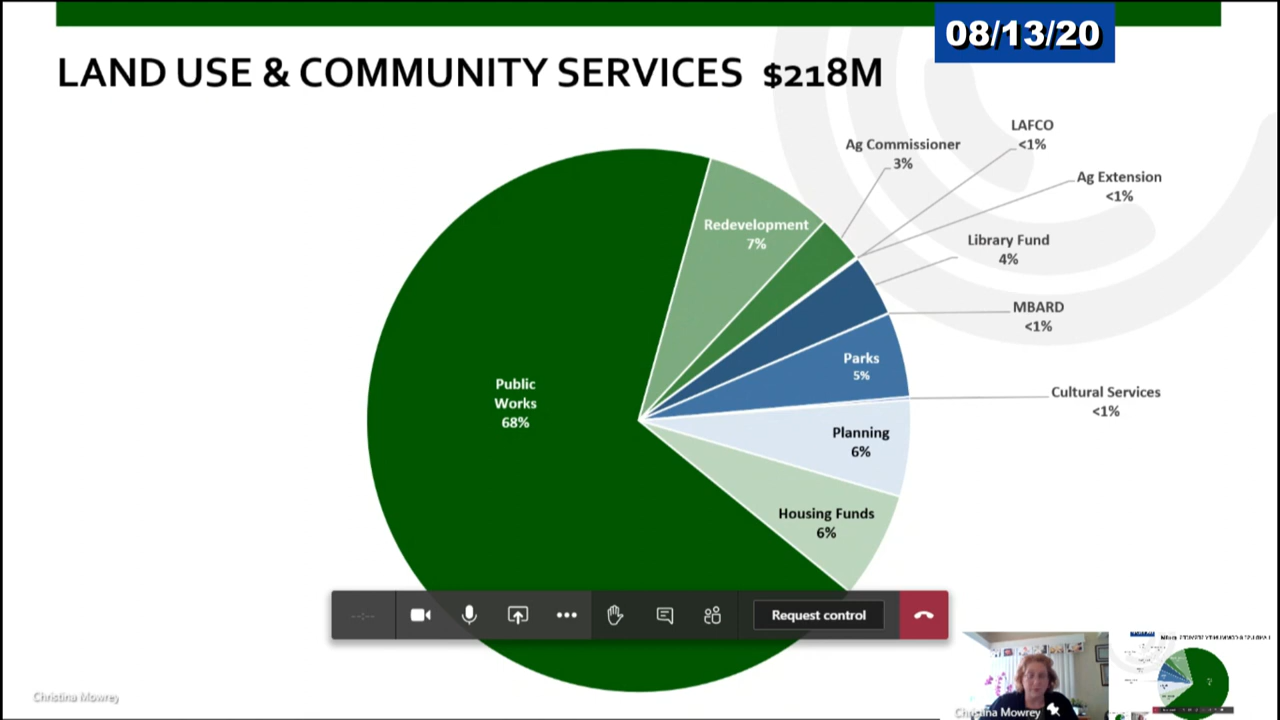 08/13/20
LAND USE & COMMUNITY SERVICES $218M
LAFCO
<1%
Ag Commissioner
3%
Ag Extension
<1%
Redevelopment
7%
Library Fund
4%
MBARD
<1%
Parks
5%
Public
Works
68%
Cultural Services
<1%
Planning
6%
Housing Funds
6%
--:--
Request control
Christina Mowrey
Christina Mowrey